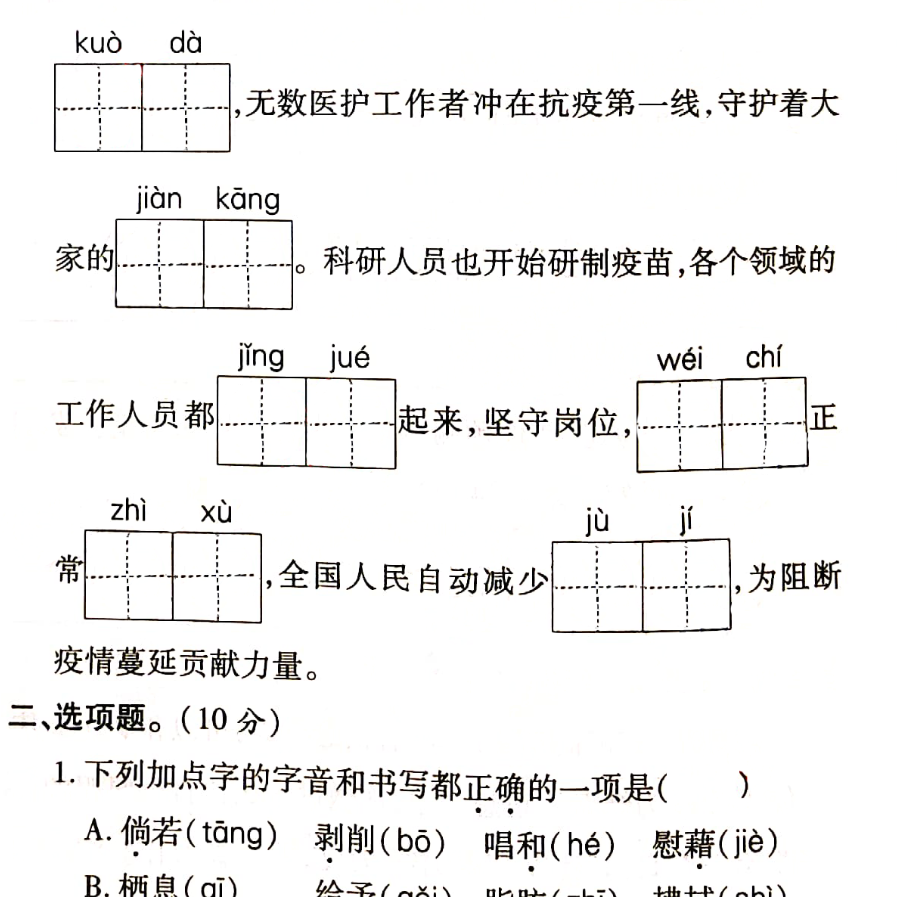 kuò dà
,无数医护工作者冲在抗疫第一线,守护着大
jiàn kāng
家的 。科研人员也开始研制疫苗,各个领域的
jǐng jué wéi chí
工作人员都 起来,坚守岗位, 正
zhì xù jù jí
常 ,全国人民自动减少 ,为阻断
疫情蔓延贡献力量。
二、选项题。(10分)
1.下列加点字的字音和书写都正确的一项是( )
A.倘若(tāng) 剥削(bō) 唱和(hé) 慰藉(jiè)
B.栖息(qī)